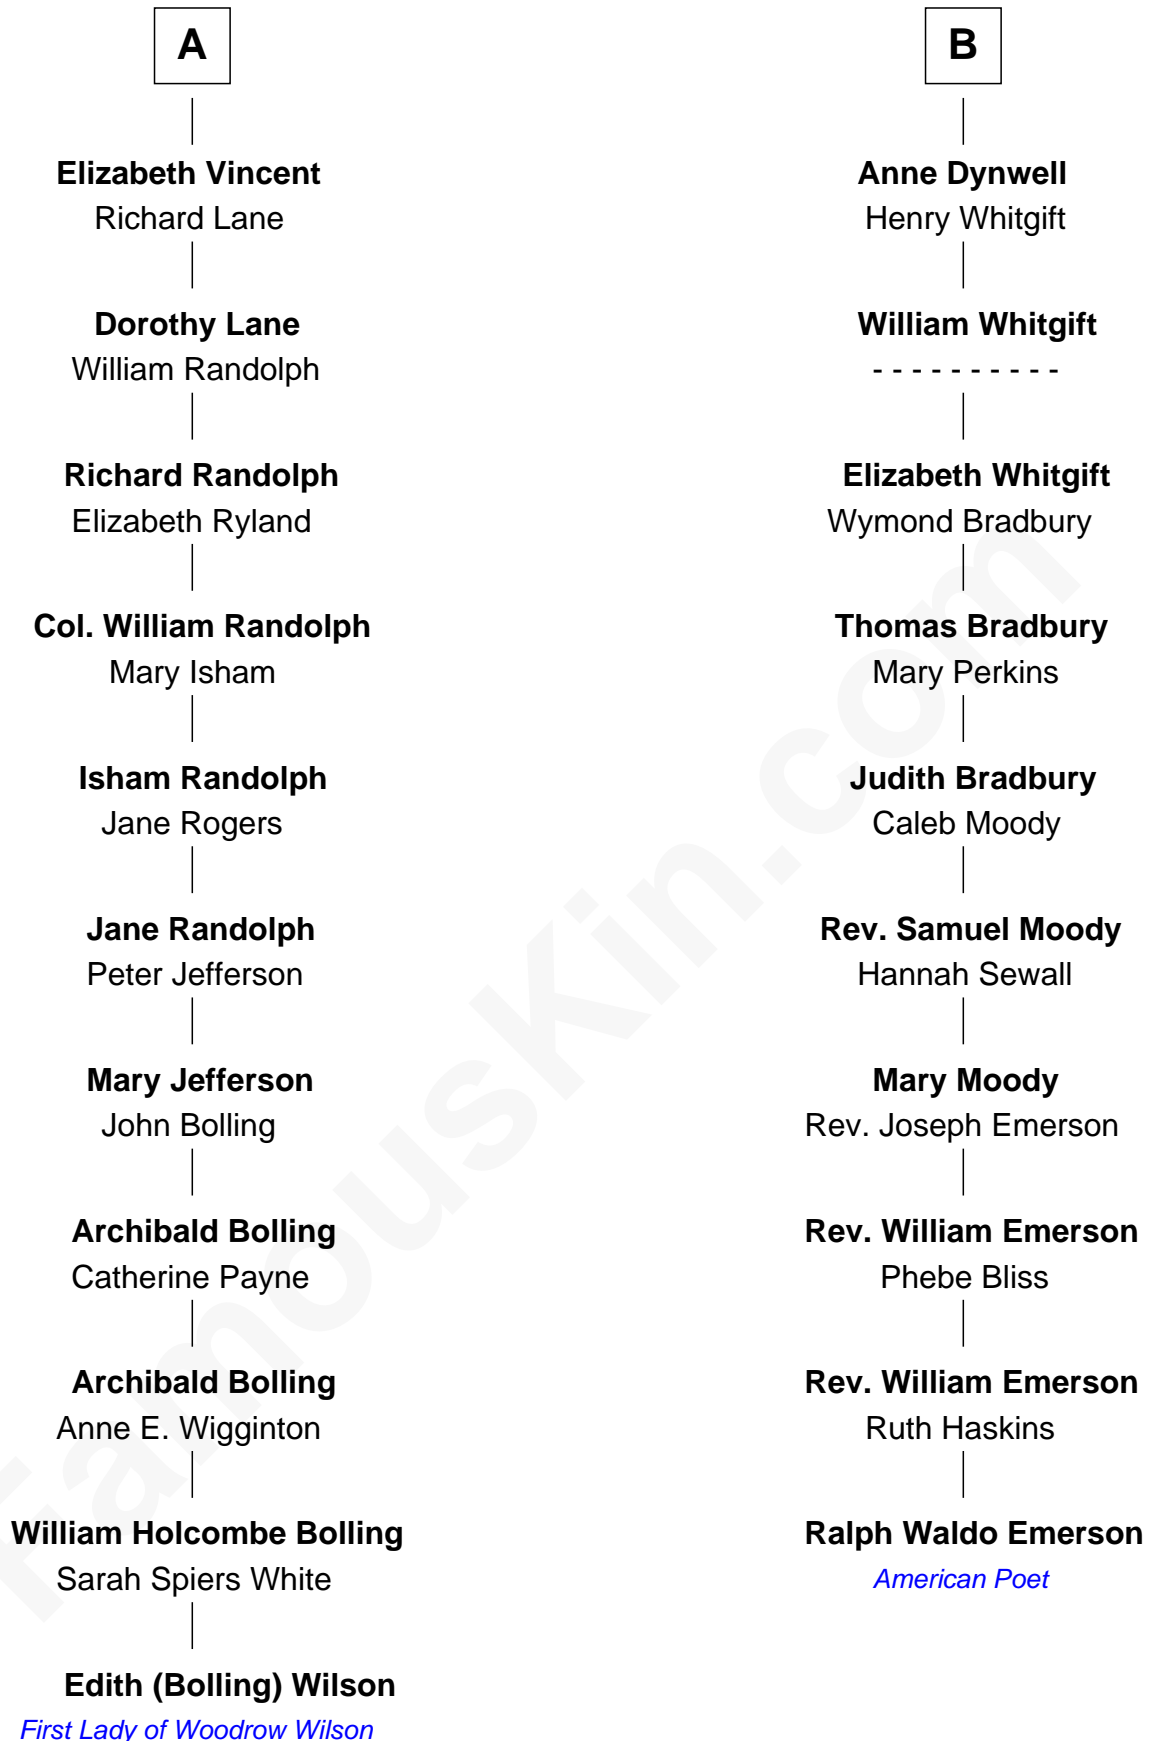 A
Elizabeth Vincent
Richard Lane
Dorothy Lane
William Randolph
Richard Randolph
Elizabeth Ryland
Col. William Randolph
Mary Isham
Isham Randolph
Jane Rogers
Jane Randolph
Peter Jefferson
Mary Jefferson
John Bolling
Archibald Bolling
Catherine Payne
Archibald Bolling
Anne E. Wigginton
William Holcombe Bolling
Sarah Spiers White
Edith (Bolling) Wilson
First Lady of Woodrow Wilson
B
Anne Dynwell
Henry Whitgift
William Whitgift
- - - - - - - - - -
Elizabeth Whitgift
Wymond Bradbury
Thomas Bradbury
Mary Perkins
Judith Bradbury
Caleb Moody
Rev. Samuel Moody
Hannah Sewall
Mary Moody
Rev. Joseph Emerson
Rev. William Emerson
Phebe Bliss
Rev. William Emerson
Ruth Haskins
Ralph Waldo Emerson
American Poet
FamousKin.com